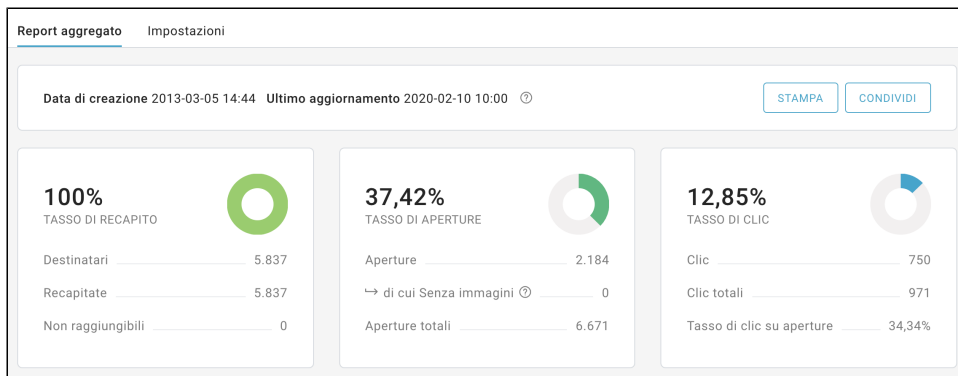 Report aggregato Impostazioni
Data di creazione 2013-03-05 14:44 Ultimo aggiornamento 2020-02-10 10:00 STAMPA CONDIVIDI
100%
TASSO DI RECAPITO
Destinatari 5.837
Recapitate 5.837
Non raggiungibili 0
37,42%
TASSO DI APERTURE
Aperture 2.184
↪ di cui Senza immagini 0
Aperture totali 6.671
12,85%
TASSO DI CLIC
Clic 750
Clic totali 971
Tasso di clic su aperture 34,34%